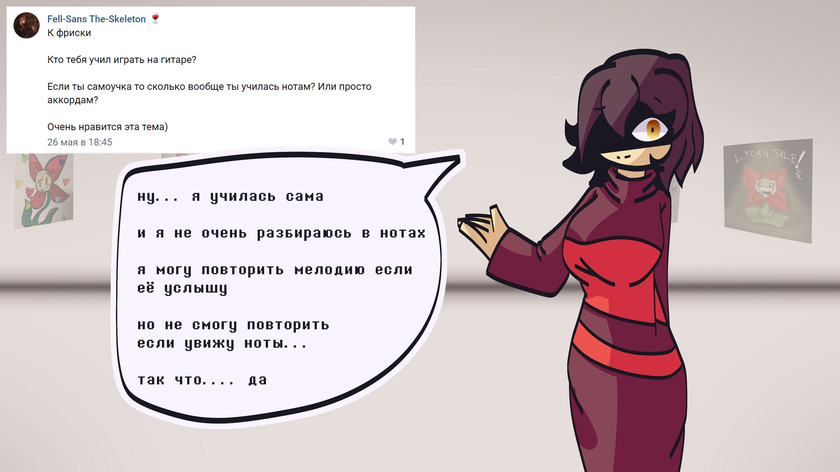 Fell-Sans The-Skeleton 🍷
К фриски
Кто тебя учил играть на гитаре?
Если ты самоучка то сколько вообще ты училась нотам? Или просто
аккордам?
Очень нравится эта тема)
26 мая в 18:45
1
ну... я училась сама
и я не очень разбираюсь в нотах
я могу повторить мелодию если
её услышу
но не смогу повторить
если увижу ноты...
так что.... да
LYCANTALE!